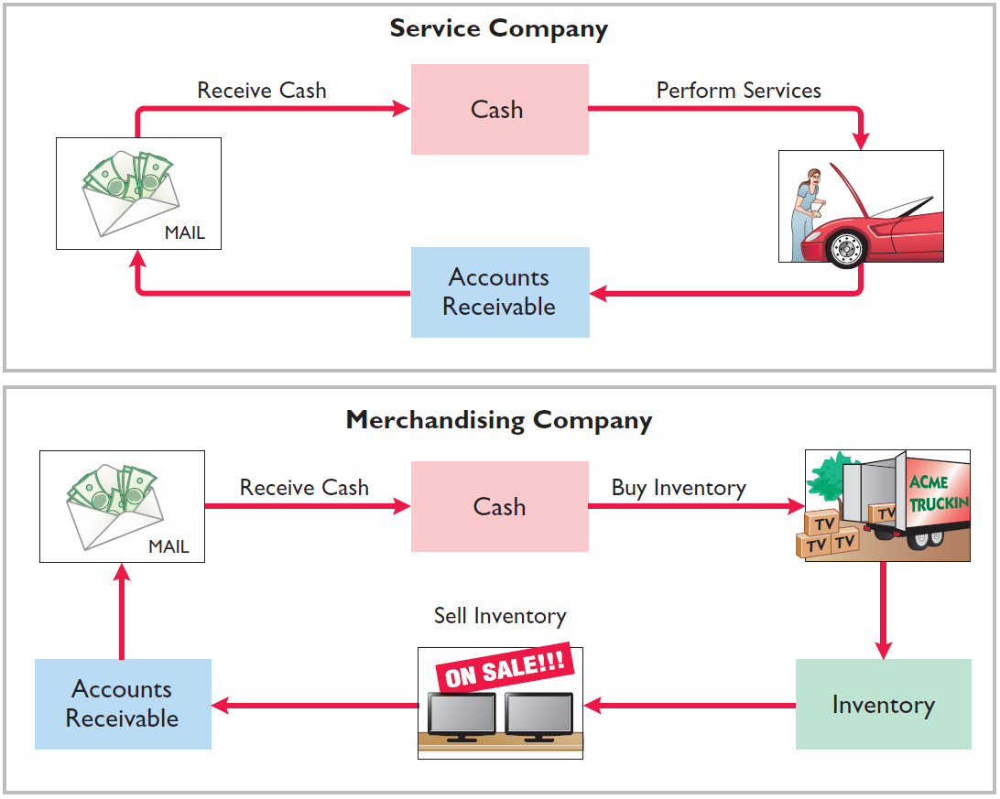 Service Company
Receive Cash
Cash
Perform Services
MAIL
Accounts
Receivable
Merchandising Company
Receive Cash
Cash
Buy Inventory
ACME
TRUCKIN
TV
TV
TV TV
MAIL
Sell Inventory
ON SALE!!!
Accounts
Receivable
Inventory